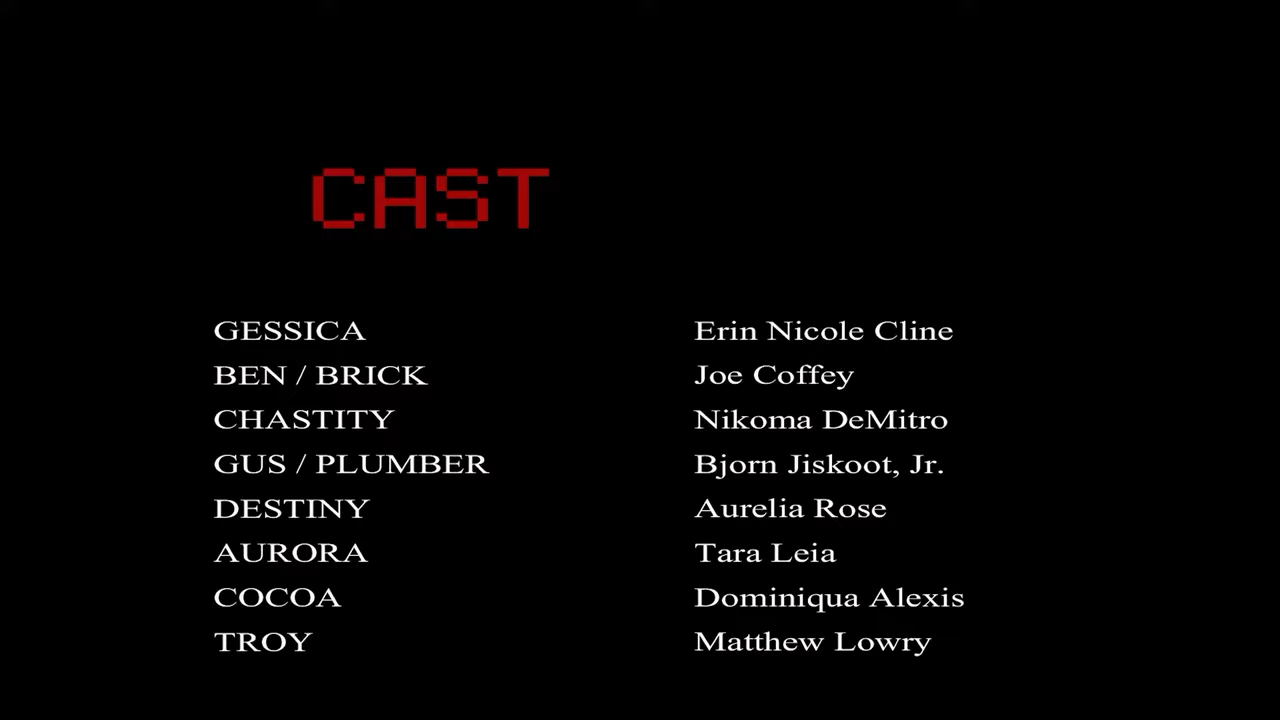 CAST
GESSICA Erin Nicole Cline
BEN / BRICK Joe Coffey
CHASTITY Nikoma DeMitro
GUS / PLUMBER Bjorn Jiskoot, Jr.
DESTINY Aurelia Rose
AURORA Tara Leia
COCOA Dominiqua Alexis
TROY Matthew Lowry